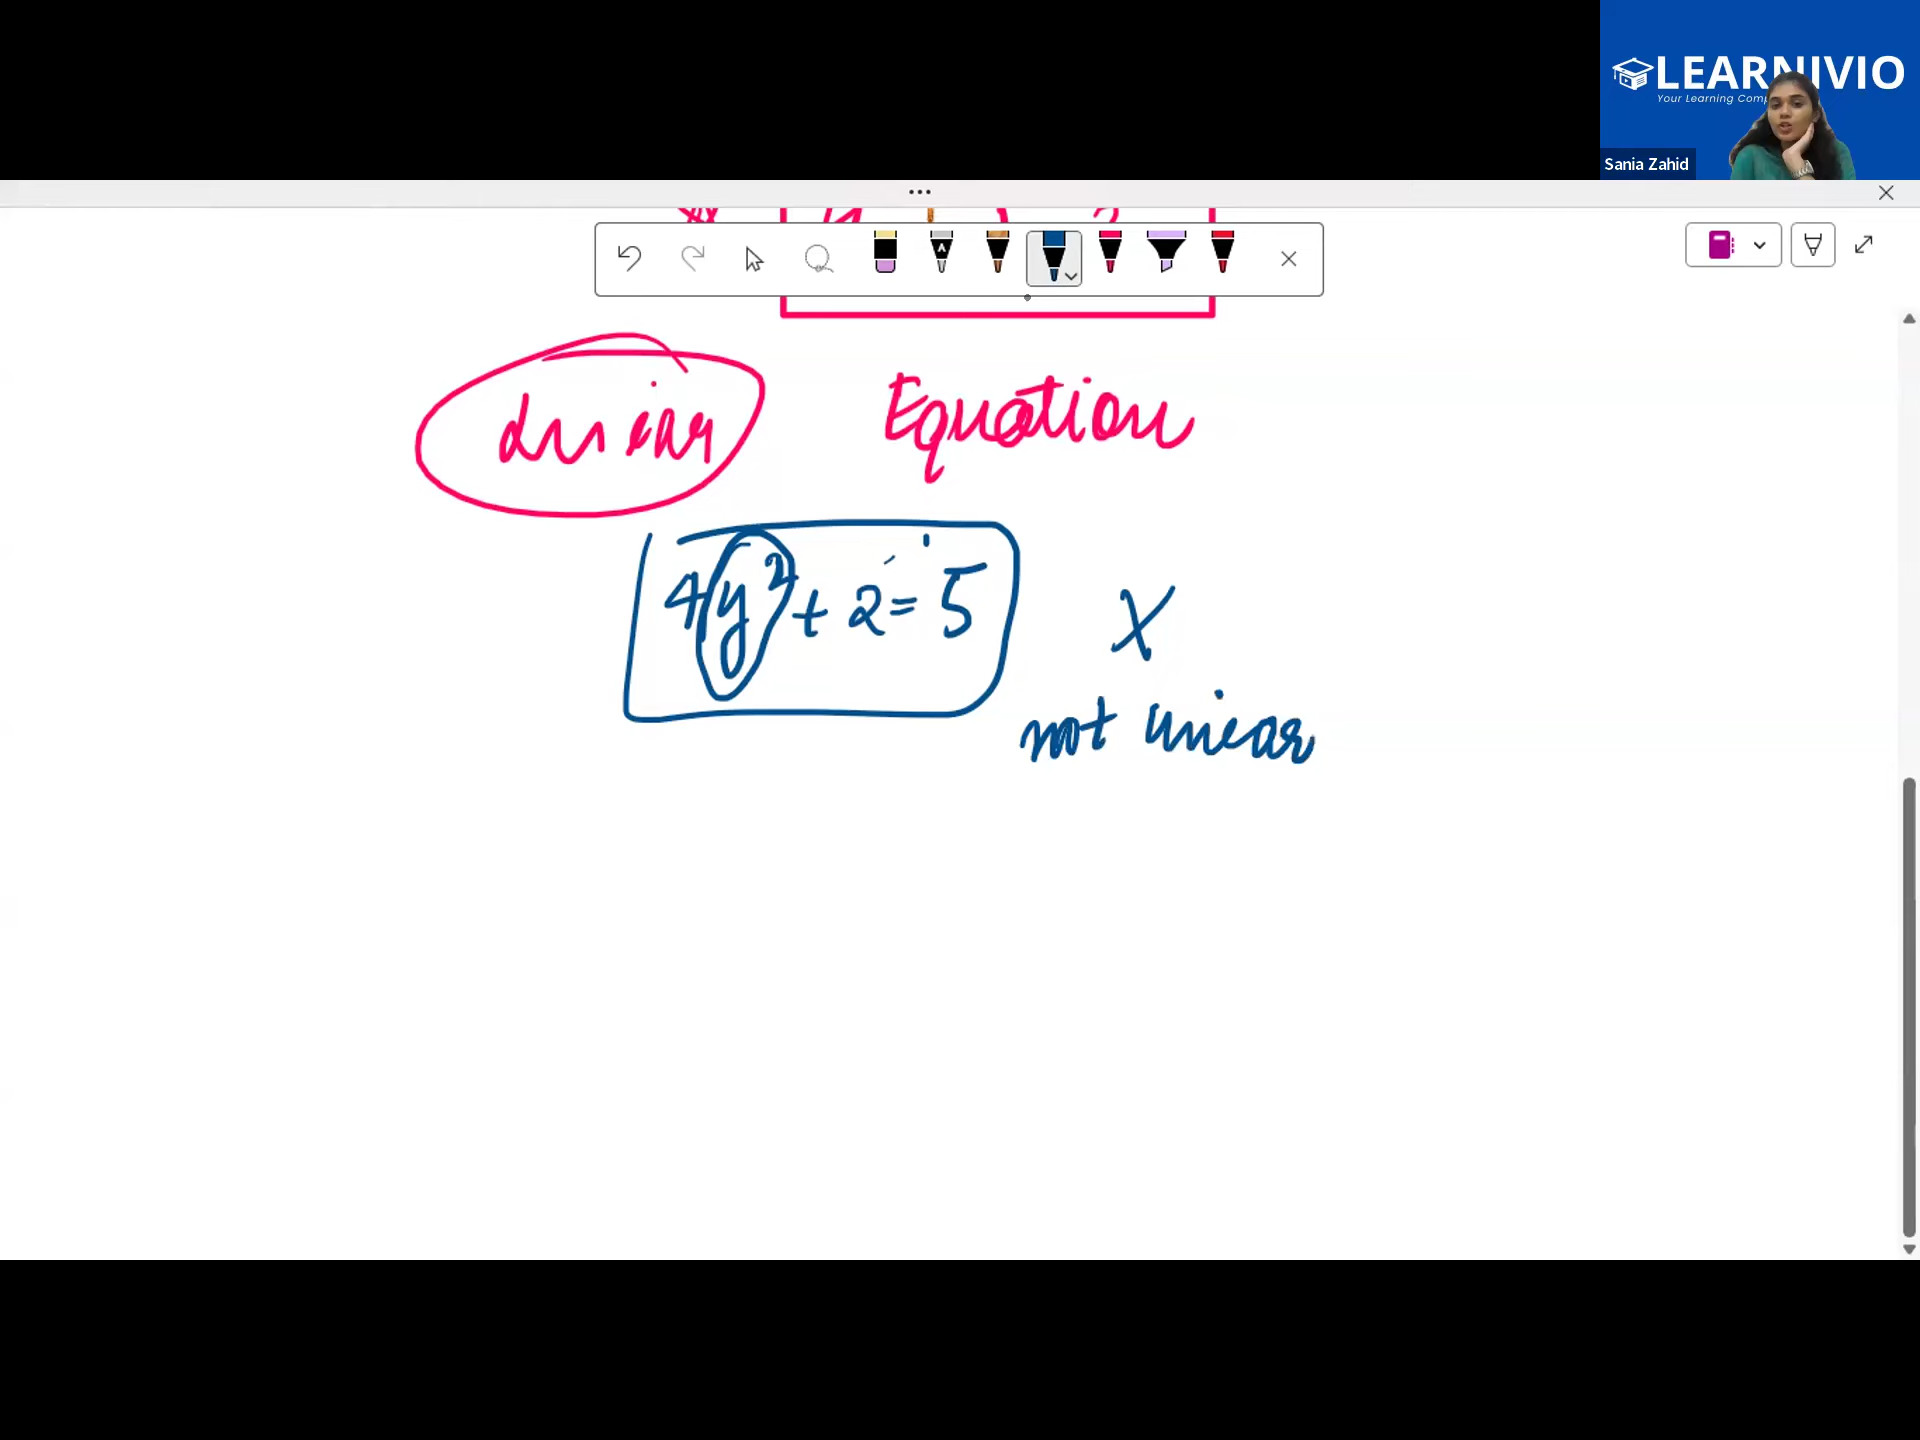 LEARNIVIO
Your Learning Comp
Sania Zahid
Linear Equation
4y² + 2 = 5
X
not linear